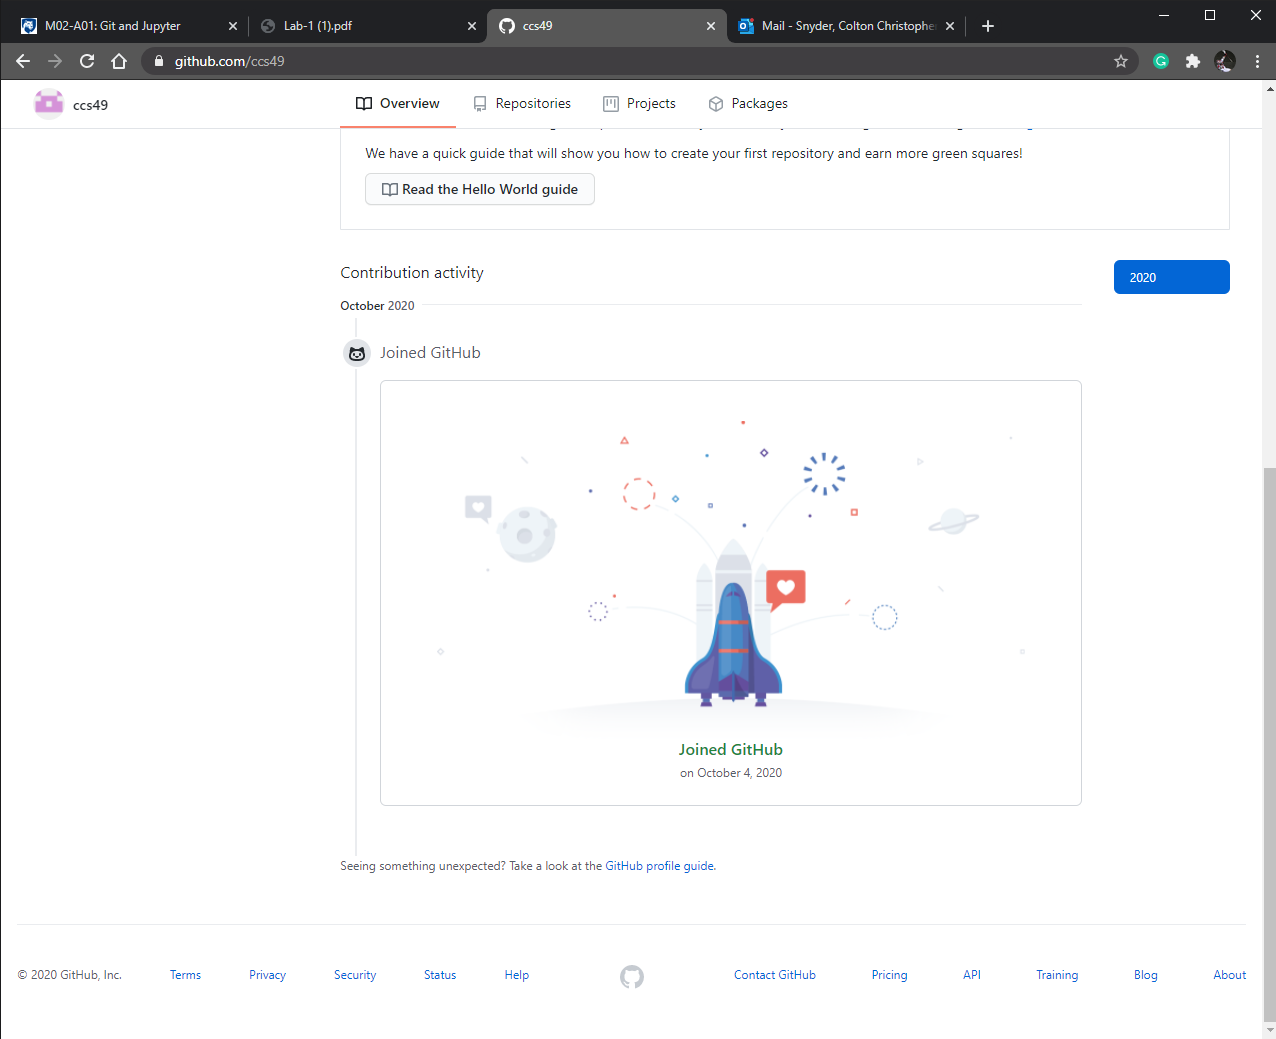 M02-A01: Git and Jupyter
Lab-1 (1).pdf
ccs49
Mail - Snyder, Colton Christophe
github.com/ccs49
ccs49
Overview
Repositories
Projects
Packages
We have a quick guide that will show you how to create your first repository and earn more green squares!
Read the Hello World guide
Contribution activity
2020
October 2020
Joined GitHub
Joined GitHub
on October 4, 2020
Seeing something unexpected? Take a look at the GitHub profile guide.
© 2020 GitHub, Inc. Terms Privacy Security Status Help Contact GitHub Pricing API Training Blog About